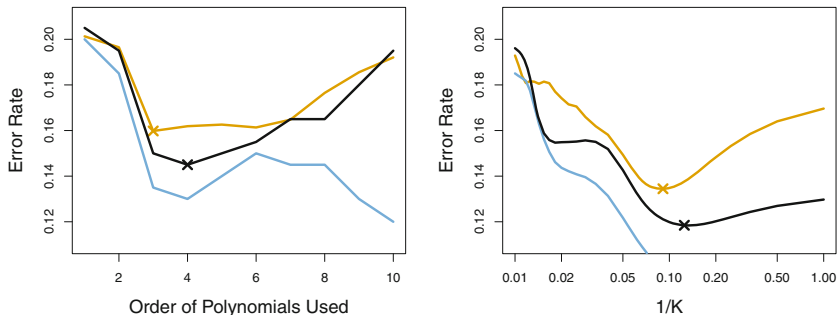 Error Rate
0.12 0.14 0.16 0.18 0.20
2 4 6 8 10
Order of Polynomials Used
Error Rate
0.12 0.14 0.16 0.18 0.20
0.01 0.02 0.05 0.10 0.20 0.50 1.00
1/K